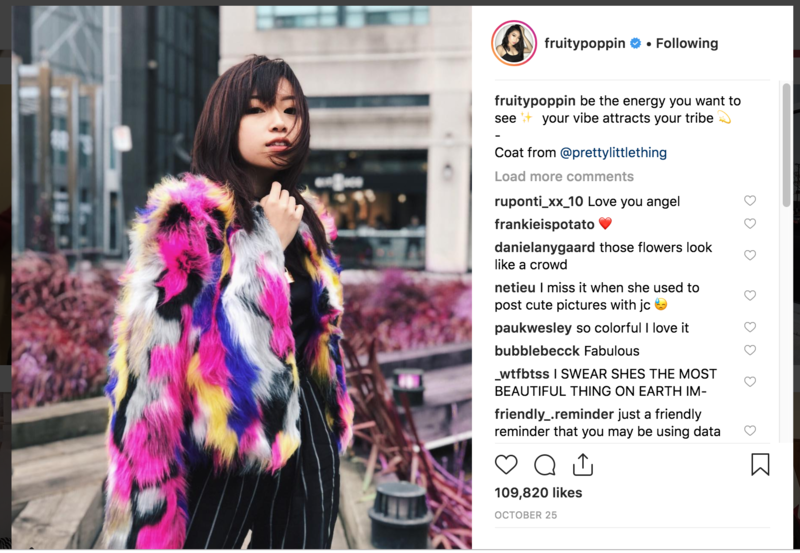 fruitypoppin • Following
fruitypoppin be the energy you want to
see ✨ your vibe attracts your tribe 💫
-
Coat from @prettylittlething
Load more comments
ruponti_xx_10 Love you angel
frankieispotato ❤️
danielanygaard those flowers look
like a crowd
netieu I miss it when she used to
post cute pictures with jc 😓
paukwesley so colorful I love it
bubblebecck Fabulous
_wtfbtss I SWEAR SHES THE MOST
BEAUTIFUL THING ON EARTH IM-
friendly_.reminder just a friendly
reminder that you may be using data
109,820 likes
OCTOBER 25